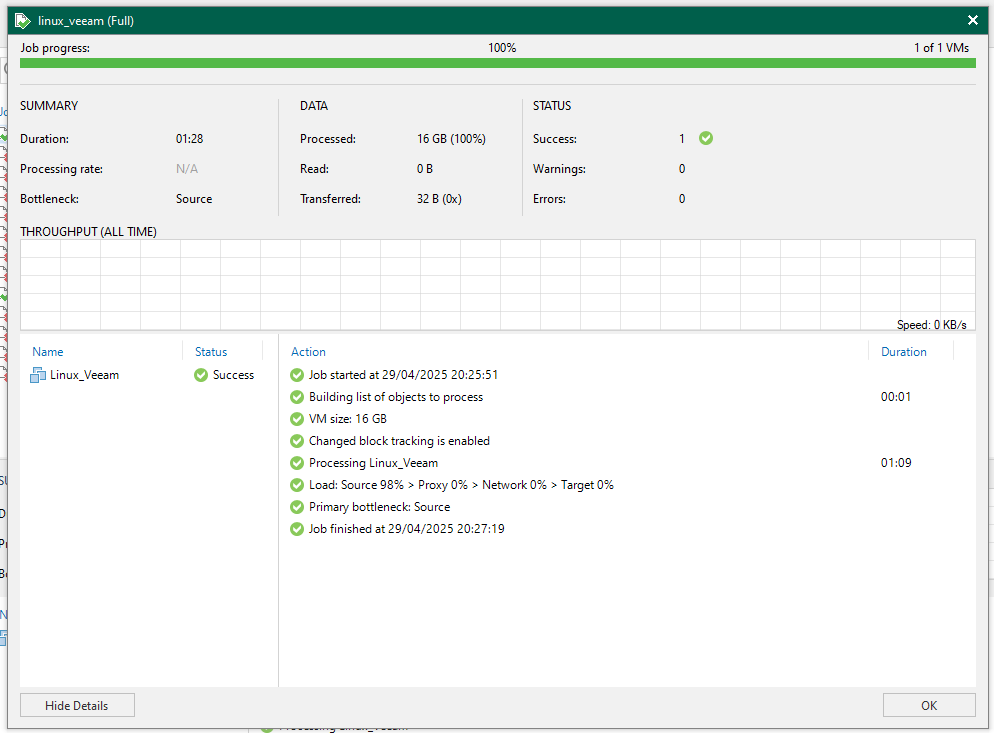 linux_veeam (Full)
Job progress: 100% 1 of 1 VMs
SUMMARY DATA STATUS
Duration: 01:28 Processed: 16 GB (100%) Success: 1
Processing rate: N/A Read: 0 B Warnings: 0
Bottleneck: Source Transferred: 32 B (0x) Errors: 0
THROUGHPUT (ALL TIME)
Speed: 0 KB/s
Name Status Action Duration
Linux_Veeam Success Job started at 29/04/2025 20:25:51
Building list of objects to process 00:01
VM size: 16 GB
Changed block tracking is enabled
Processing Linux_Veeam 01:09
Load: Source 98% > Proxy 0% > Network 0% > Target 0%
Primary bottleneck: Source
Job finished at 29/04/2025 20:27:19
Hide Details OK